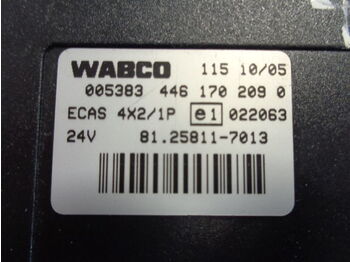 WABCO 115 10/05
005383 446 170 209 0
ECAS 4X2/1P e1 022063
24V 81.25811-7013